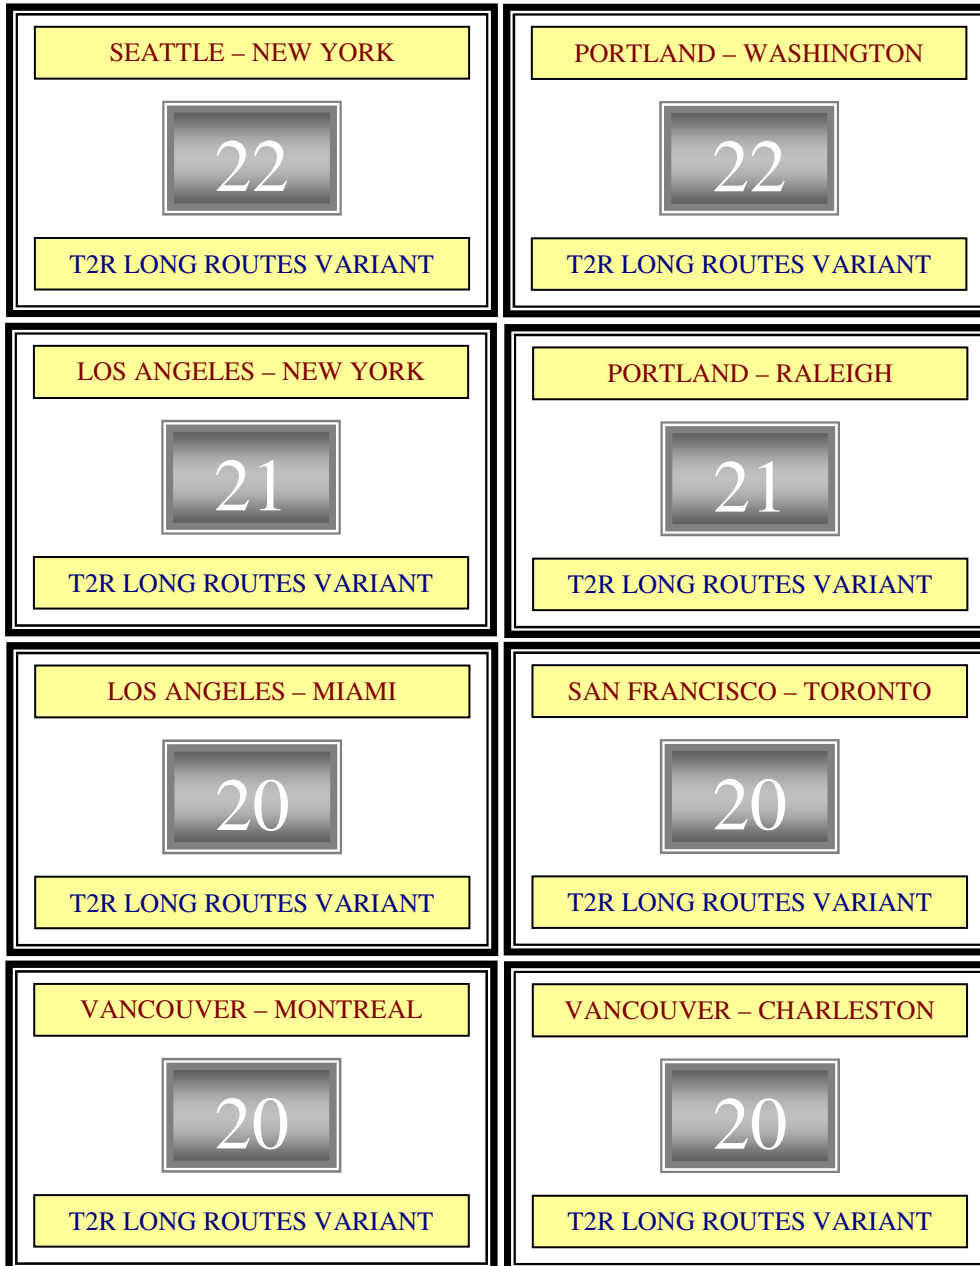 SEATTLE – NEW YORK
22
T2R LONG ROUTES VARIANT
PORTLAND – WASHINGTON
22
T2R LONG ROUTES VARIANT
LOS ANGELES – NEW YORK
21
T2R LONG ROUTES VARIANT
PORTLAND – RALEIGH
21
T2R LONG ROUTES VARIANT
LOS ANGELES – MIAMI
20
T2R LONG ROUTES VARIANT
SAN FRANCISCO – TORONTO
20
T2R LONG ROUTES VARIANT
VANCOUVER – MONTREAL
20
T2R LONG ROUTES VARIANT
VANCOUVER – CHARLESTON
20
T2R LONG ROUTES VARIANT